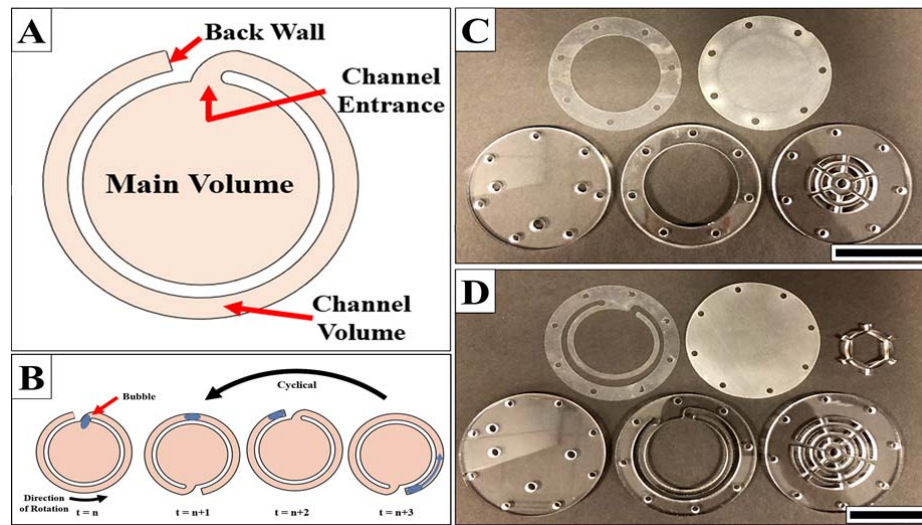 A
Back Wall
Channel
Entrance
Main Volume
Channel
Volume
B
Cyclical
Bubble
Direction
of Rotation
t = n
t = n+1
t = n+2
t = n+3
C
D